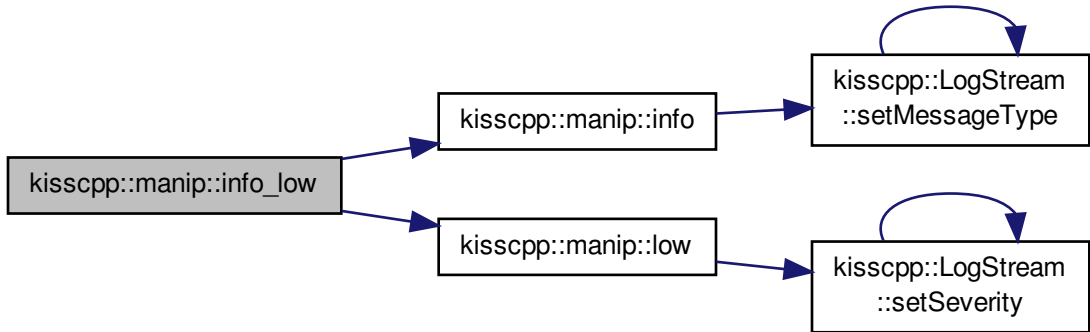 kisscpp::manip::info_low
kisscpp::manip::info
kisscpp::LogStream
::setMessageType
kisscpp::manip::low
kisscpp::LogStream
::setSeverity